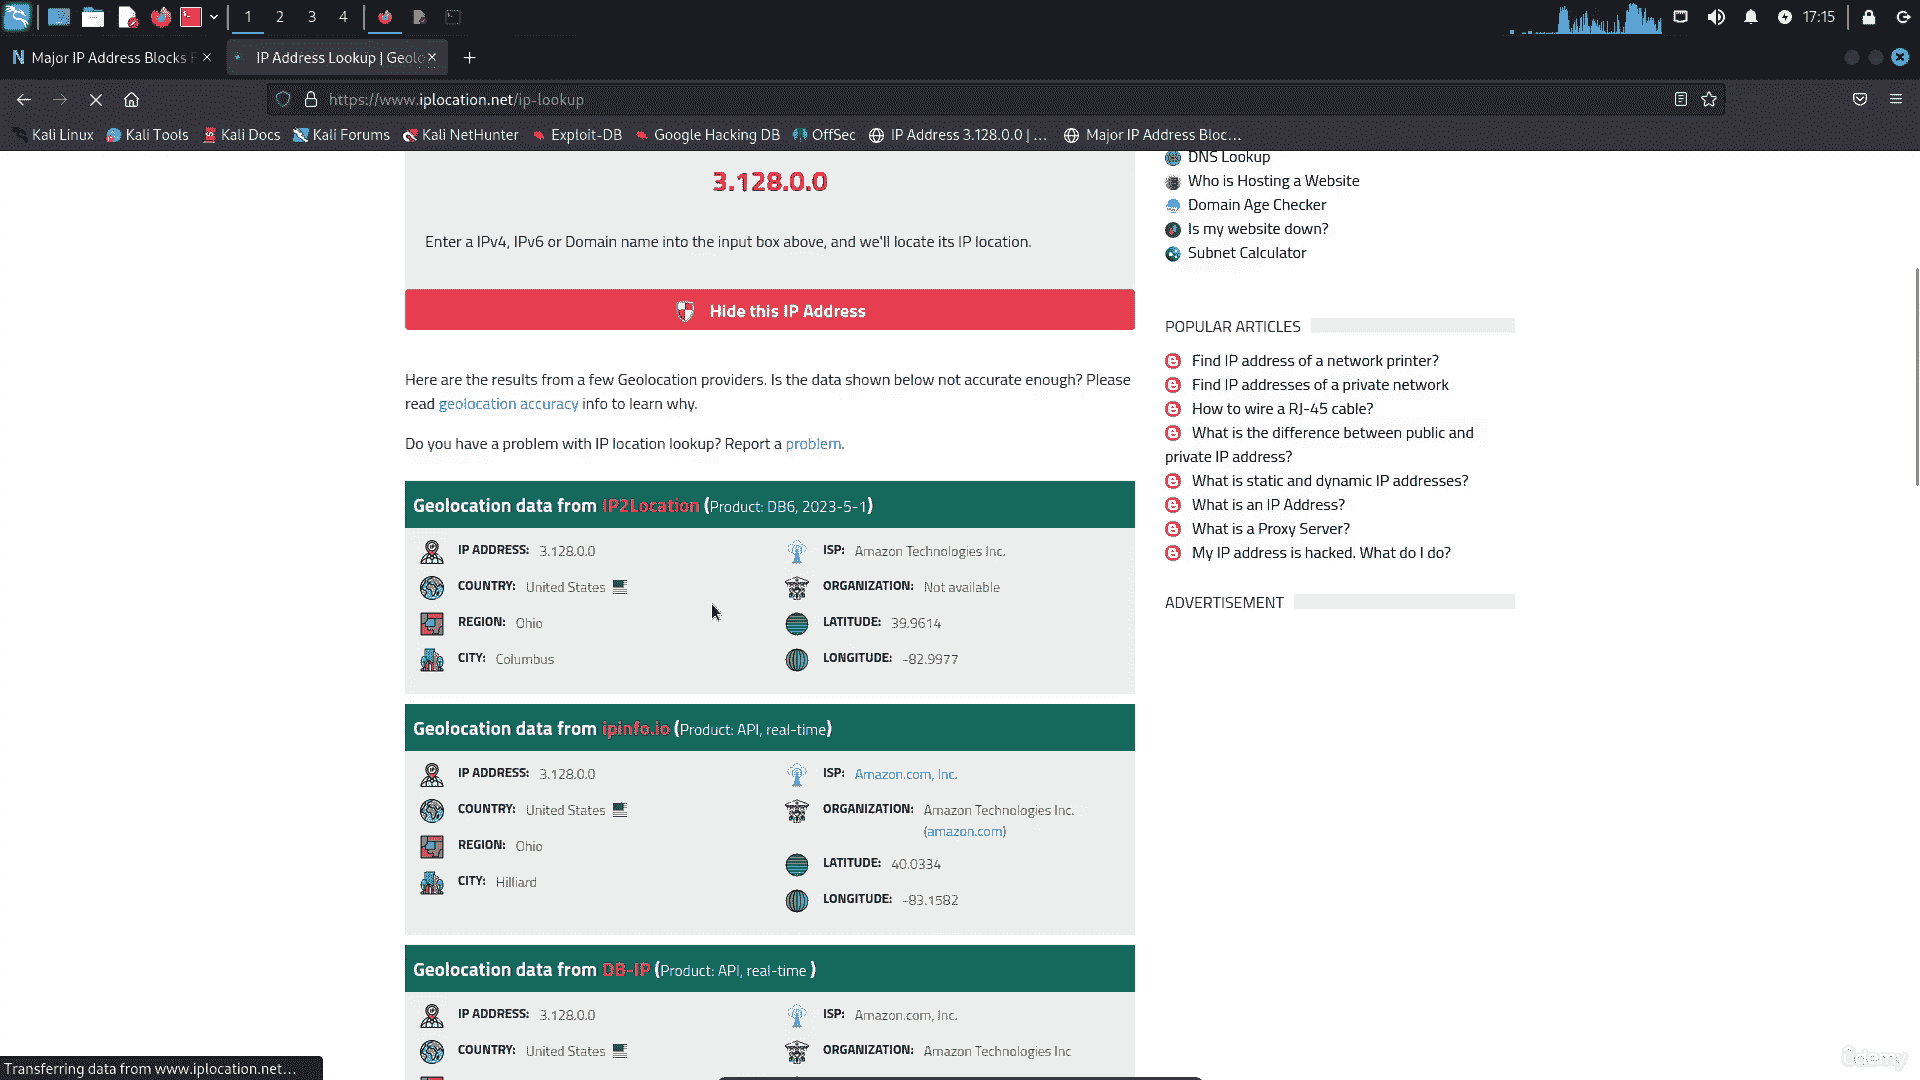 1 2 3 4 17:15
Major IP Address Blocks F
IP Address Lookup | Geolo
https://www.iplocation.net/ip-lookup
Kali Linux Kali Tools Kali Docs Kali Forums Kali NetHunter Exploit-DB Google Hacking DB OffSec IP Address 3.128.0.0 | ... Major IP Address Bloc...
3.128.0.0
Enter a IPv4, IPv6 or Domain name into the input box above, and we'll locate its IP location.
Hide this IP Address
Here are the results from a few Geolocation providers. Is the data shown below not accurate enough? Please
read geolocation accuracy info to learn why.
Do you have a problem with IP location lookup? Report a problem.
Geolocation data from IP2Location (Product: DB6, 2023-5-1)
IP ADDRESS: 3.128.0.0
COUNTRY: United States
REGION: Ohio
CITY: Columbus
ISP: Amazon Technologies Inc.
ORGANIZATION: Not available
LATITUDE: 39.9614
LONGITUDE: -82.9977
Geolocation data from ipinfo.io (Product: API, real-time)
IP ADDRESS: 3.128.0.0
COUNTRY: United States
REGION: Ohio
CITY: Hilliard
ISP: Amazon.com, Inc.
ORGANIZATION: Amazon Technologies Inc.
(amazon.com)
LATITUDE: 40.0334
LONGITUDE: -83.1582
Geolocation data from DB-IP (Product: API, real-time )
IP ADDRESS: 3.128.0.0
COUNTRY: United States
ISP: Amazon.com, Inc.
ORGANIZATION: Amazon Technologies Inc
DNS Lookup
Who is Hosting a Website
Domain Age Checker
Is my website down?
Subnet Calculator
POPULAR ARTICLES
Find IP address of a network printer?
Find IP addresses of a private network
How to wire a RJ-45 cable?
What is the difference between public and
private IP address?
What is static and dynamic IP addresses?
What is an IP Address?
What is a Proxy Server?
My IP address is hacked. What do I do?
ADVERTISEMENT
Transferring data from www.iplocation.net...
ûdemy